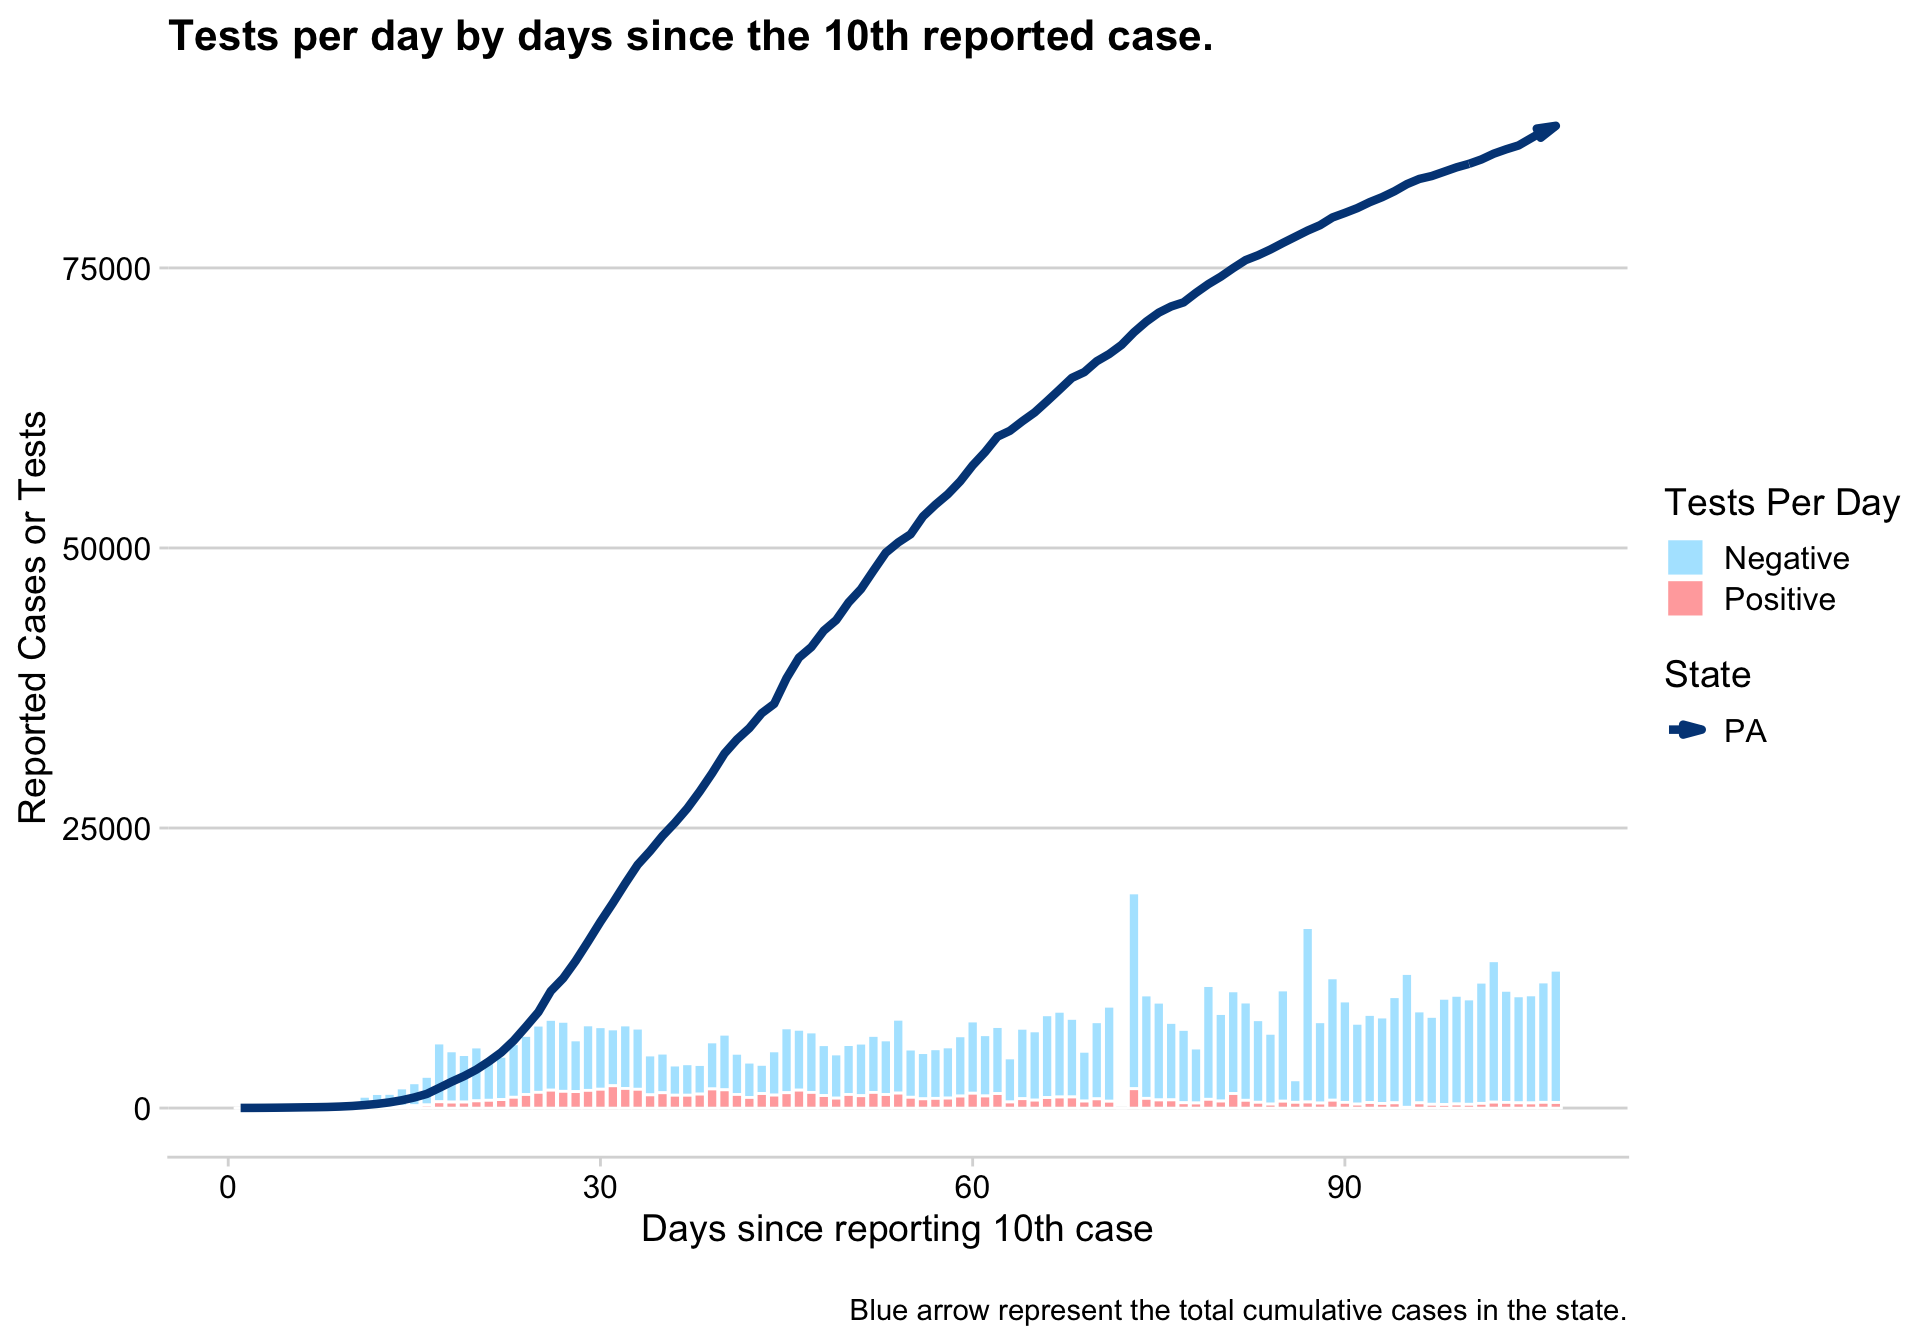 Tests per day by days since the 10th reported case.
Reported Cases or Tests
75000
50000
25000
0
0
30
60
90
Days since reporting 10th case
Tests Per Day
Negative
Positive
State
PA
Blue arrow represent the total cumulative cases in the state.